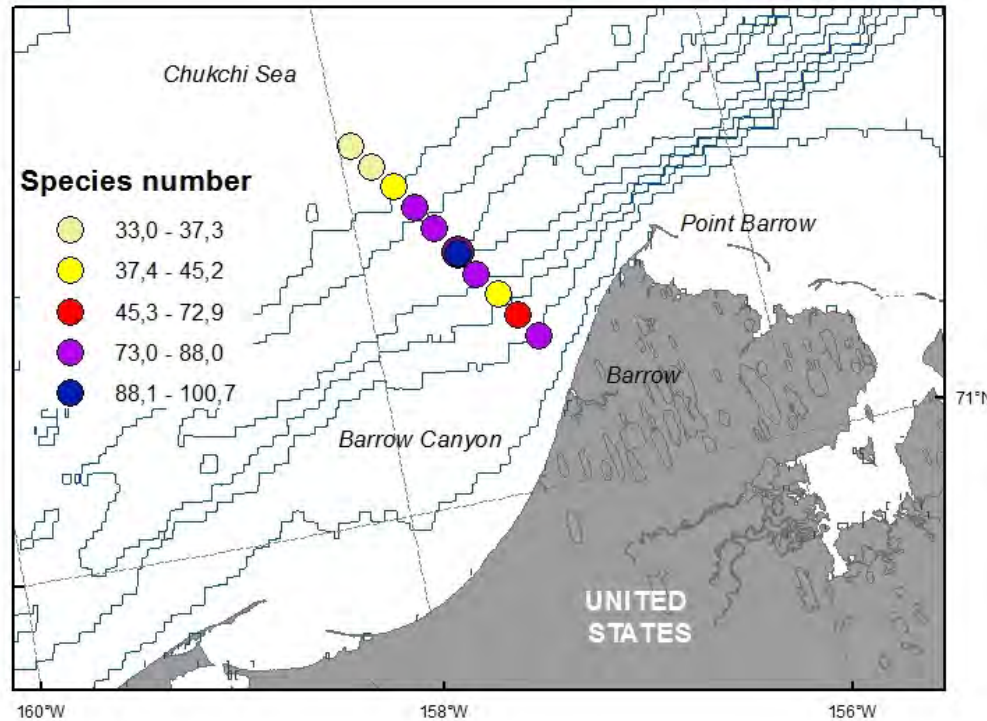 Chukchi Sea
Species number
33,0 - 37,3
37,4 - 45,2
45,3 - 72,9
73,0 - 88,0
88,1 - 100,7
Point Barrow
Barrow
71°N
Barrow Canyon
UNITED
STATES
160°W
158°W
156°W